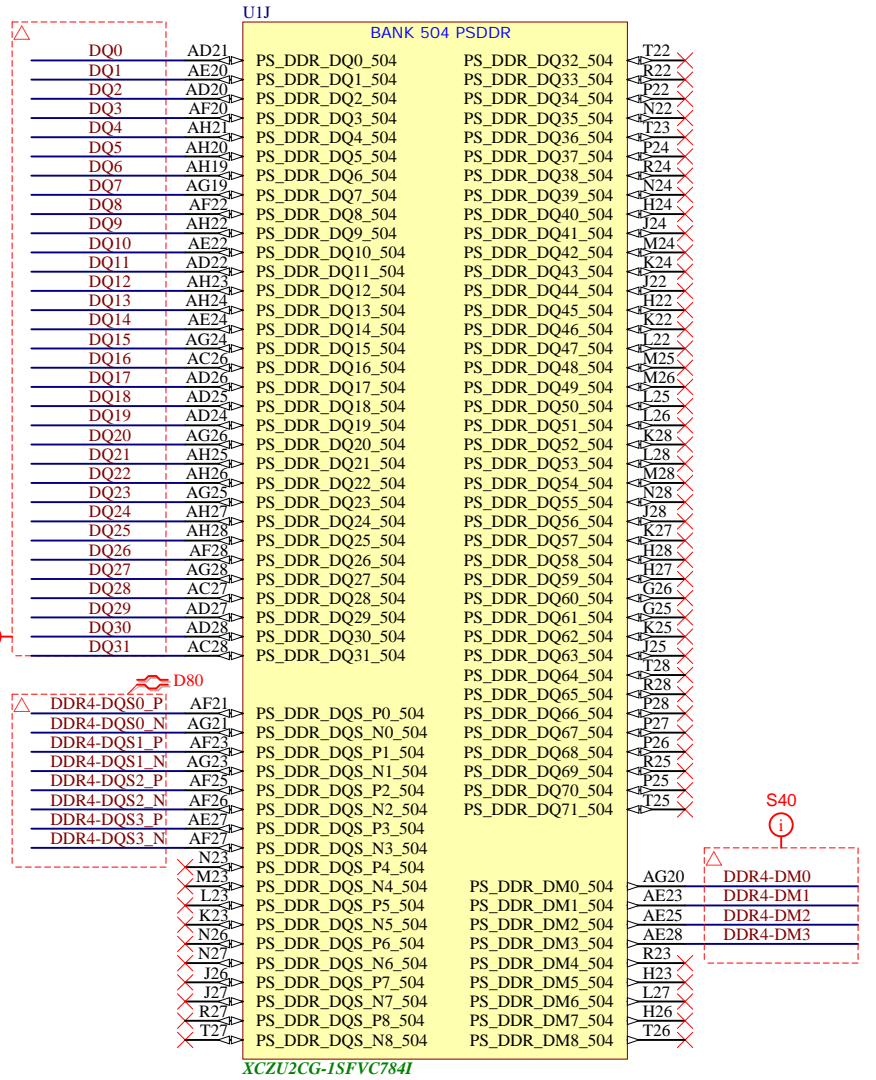 U1J
BANK 504 PSDDR
DQ0 AD21 PS_DDR_DQ0_504 PS_DDR_DQ32_504 T22
DQ1 AE20 PS_DDR_DQ1_504 PS_DDR_DQ33_504 R22
DQ2 AD20 PS_DDR_DQ2_504 PS_DDR_DQ34_504 P22
DQ3 AF20 PS_DDR_DQ3_504 PS_DDR_DQ35_504 N22
DQ4 AH21 PS_DDR_DQ4_504 PS_DDR_DQ36_504 T23
DQ5 AH20 PS_DDR_DQ5_504 PS_DDR_DQ37_504 P24
DQ6 AH19 PS_DDR_DQ6_504 PS_DDR_DQ38_504 R24
DQ7 AG19 PS_DDR_DQ7_504 PS_DDR_DQ39_504 N24
DQ8 AF22 PS_DDR_DQ8_504 PS_DDR_DQ40_504 H24
DQ9 AH22 PS_DDR_DQ9_504 PS_DDR_DQ41_504 J24
DQ10 AE22 PS_DDR_DQ10_504 PS_DDR_DQ42_504 M24
DQ11 AD22 PS_DDR_DQ11_504 PS_DDR_DQ43_504 K24
DQ12 AH23 PS_DDR_DQ12_504 PS_DDR_DQ44_504 J22
DQ13 AH24 PS_DDR_DQ13_504 PS_DDR_DQ45_504 H22
DQ14 AE24 PS_DDR_DQ14_504 PS_DDR_DQ46_504 K22
DQ15 AG24 PS_DDR_DQ15_504 PS_DDR_DQ47_504 L22
DQ16 AC26 PS_DDR_DQ16_504 PS_DDR_DQ48_504 M25
DQ17 AD26 PS_DDR_DQ17_504 PS_DDR_DQ49_504 M26
DQ18 AD25 PS_DDR_DQ18_504 PS_DDR_DQ50_504 L25
DQ19 AD24 PS_DDR_DQ19_504 PS_DDR_DQ51_504 L26
DQ20 AG26 PS_DDR_DQ20_504 PS_DDR_DQ52_504 K28
DQ21 AH25 PS_DDR_DQ21_504 PS_DDR_DQ53_504 L28
DQ22 AH26 PS_DDR_DQ22_504 PS_DDR_DQ54_504 M28
DQ23 AG25 PS_DDR_DQ23_504 PS_DDR_DQ55_504 N28
DQ24 AH27 PS_DDR_DQ24_504 PS_DDR_DQ56_504 J28
DQ25 AH28 PS_DDR_DQ25_504 PS_DDR_DQ57_504 K27
DQ26 AF28 PS_DDR_DQ26_504 PS_DDR_DQ58_504 H28
DQ27 AG28 PS_DDR_DQ27_504 PS_DDR_DQ59_504 H27
DQ28 AC27 PS_DDR_DQ28_504 PS_DDR_DQ60_504 G26
DQ29 AD27 PS_DDR_DQ29_504 PS_DDR_DQ61_504 G25
DQ30 AD28 PS_DDR_DQ30_504 PS_DDR_DQ62_504 K25
DQ31 AC28 PS_DDR_DQ31_504 PS_DDR_DQ63_504 J25
PS_DDR_DQ64_504 T28
D80 PS_DDR_DQ65_504 R28
DDR4-DQS0_P AF21 PS_DDR_DQS_P0_504 PS_DDR_DQ66_504 P28
DDR4-DQS0_N AG21 PS_DDR_DQS_N0_504 PS_DDR_DQ67_504 P27
DDR4-DQS1_P AF23 PS_DDR_DQS_P1_504 PS_DDR_DQ68_504 P26
DDR4-DQS1_N AG23 PS_DDR_DQS_N1_504 PS_DDR_DQ69_504 R25
DDR4-DQS2_P AF25 PS_DDR_DQS_P2_504 PS_DDR_DQ70_504 P25
DDR4-DQS2_N AF26 PS_DDR_DQS_N2_504 PS_DDR_DQ71_504 T25
DDR4-DQS3_P AE27 PS_DDR_DQS_P3_504 S40
DDR4-DQS3_N AF27 PS_DDR_DQS_N3_504 i
N23 PS_DDR_DQS_P4_504
M23 PS_DDR_DQS_N4_504 PS_DDR_DM0_504 AG20 DDR4-DM0
L23 PS_DDR_DQS_P5_504 PS_DDR_DM1_504 AE23 DDR4-DM1
K23 PS_DDR_DQS_N5_504 PS_DDR_DM2_504 AE25 DDR4-DM2
N26 PS_DDR_DQS_P6_504 PS_DDR_DM3_504 AE28 DDR4-DM3
N27 PS_DDR_DQS_N6_504 PS_DDR_DM4_504 R23
J26 PS_DDR_DQS_P7_504 PS_DDR_DM5_504 H23
J27 PS_DDR_DQS_N7_504 PS_DDR_DM6_504 L27
R27 PS_DDR_DQS_P8_504 PS_DDR_DM7_504 H26
T27 PS_DDR_DQS_N8_504 PS_DDR_DM8_504 T26
XCZU2CG-1SFVC784I